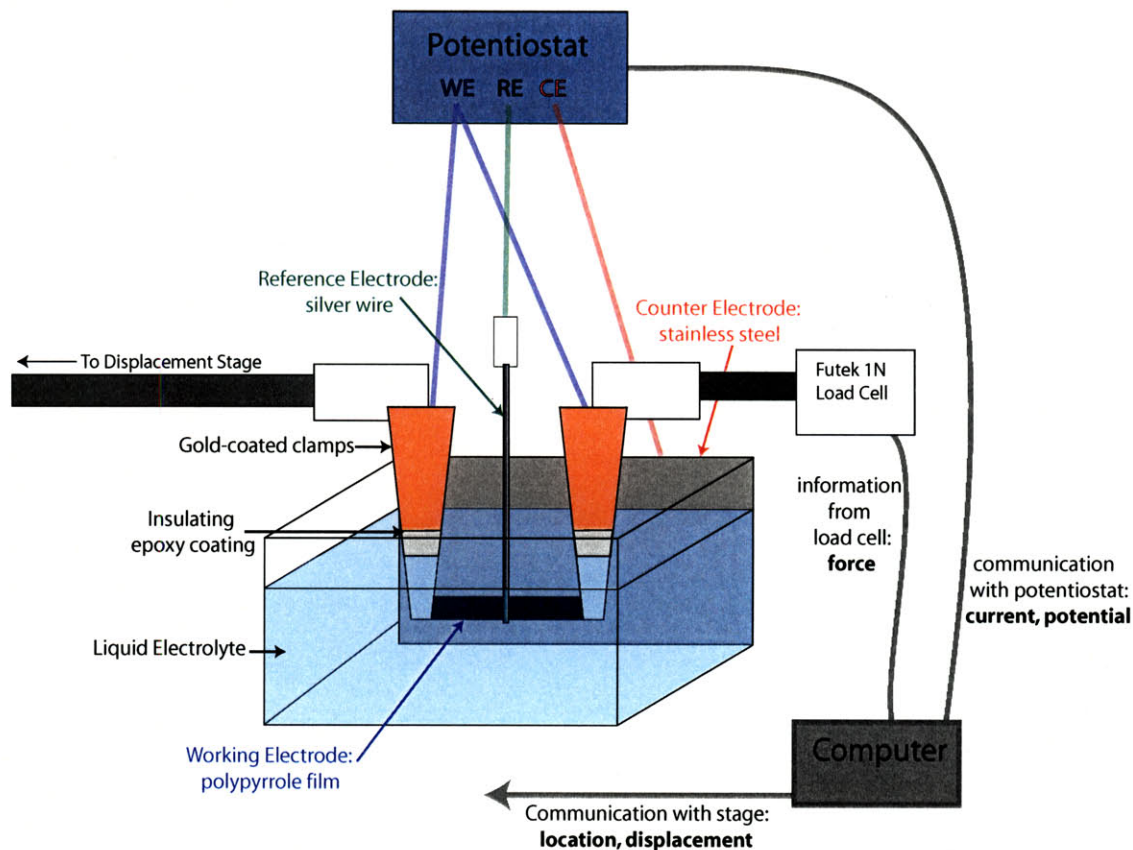 Potentiostat
WE RE CE
Reference Electrode:
silver wire
Counter Electrode:
stainless steel
To Displacement Stage
Futek 1N
Load Cell
Gold-coated clamps
Insulating
epoxy coating
information
from
load cell:
force
communication
with potentiostat:
current, potential
Liquid Electrolyte
Working Electrode:
polypyrrole film
Computer
Communication with stage:
location, displacement